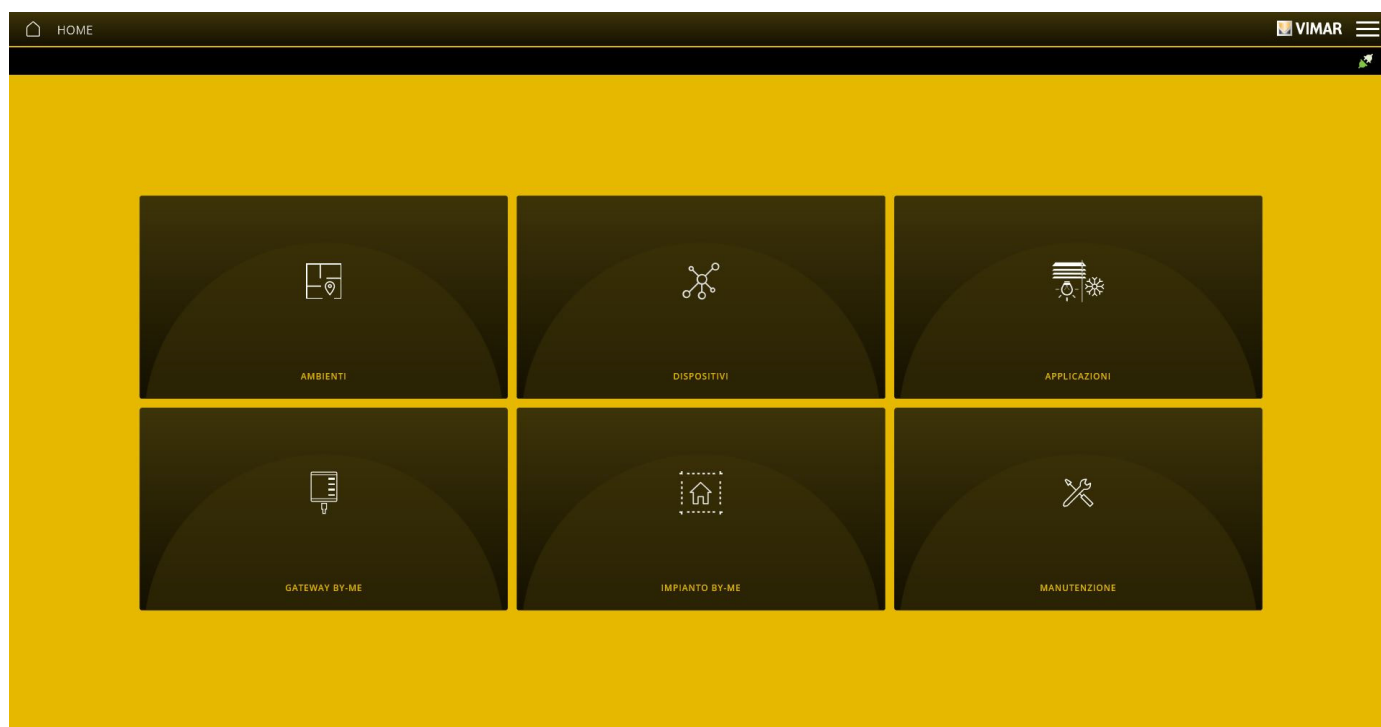 HOME
VIMAR
AMBIENTI
DISPOSITIVI
APPLICAZIONI
GATEWAY BY-ME
IMPIANTO BY-ME
MANUTENZIONE